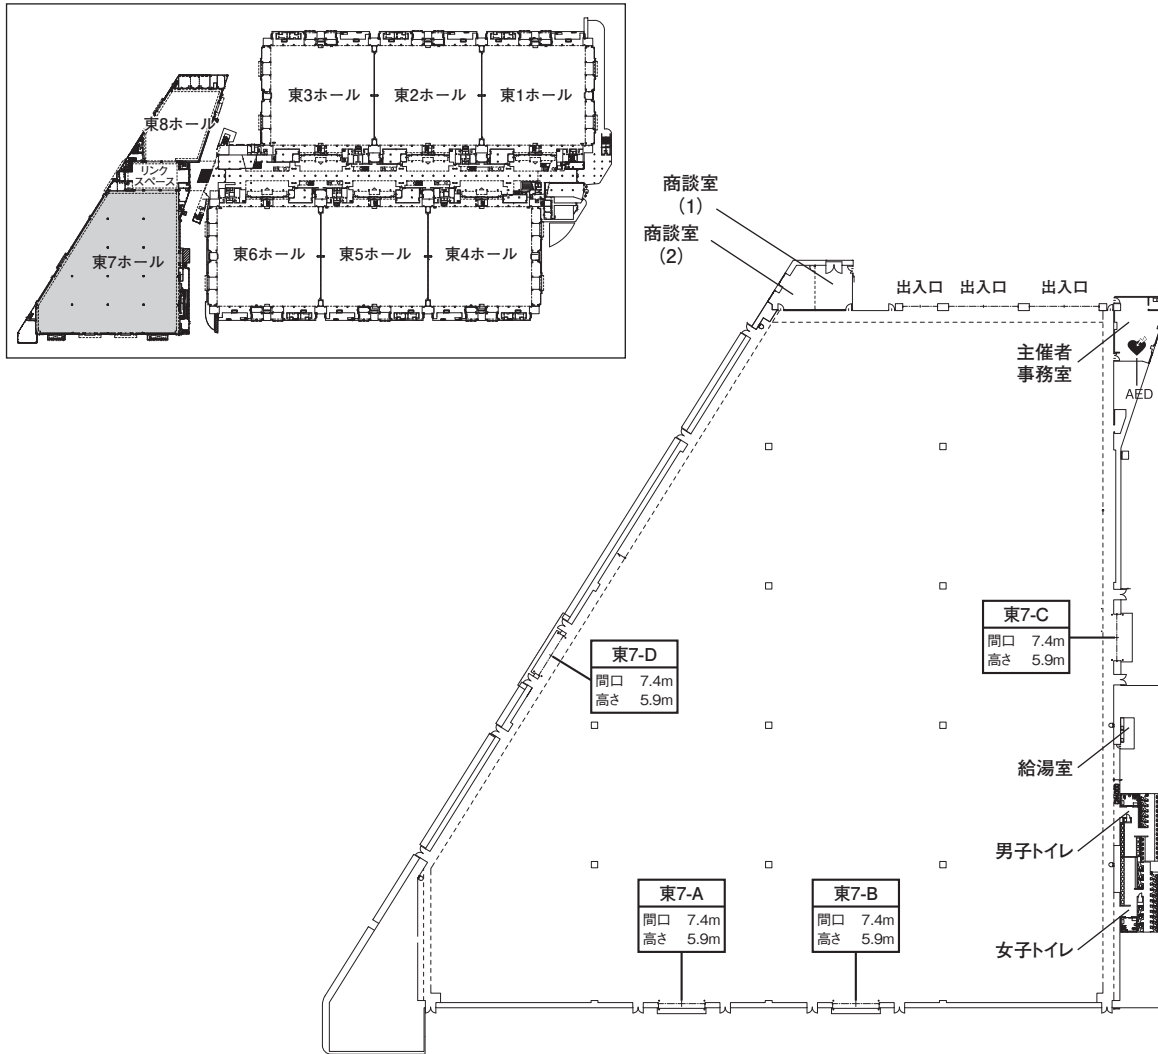 東3ホール
東2ホール
東1ホール
東8ホール
リンク
スペース
東7ホール
東6ホール
東5ホール
東4ホール
商談室
(1)
商談室
(2)
出入口
出入口
出入口
主催者
事務室
AED
東7-C
間口 7.4m
高さ 5.9m
東7-D
間口 7.4m
高さ 5.9m
給湯室
男子トイレ
東7-A
間口 7.4m
高さ 5.9m
東7-B
間口 7.4m
高さ 5.9m
女子トイレ